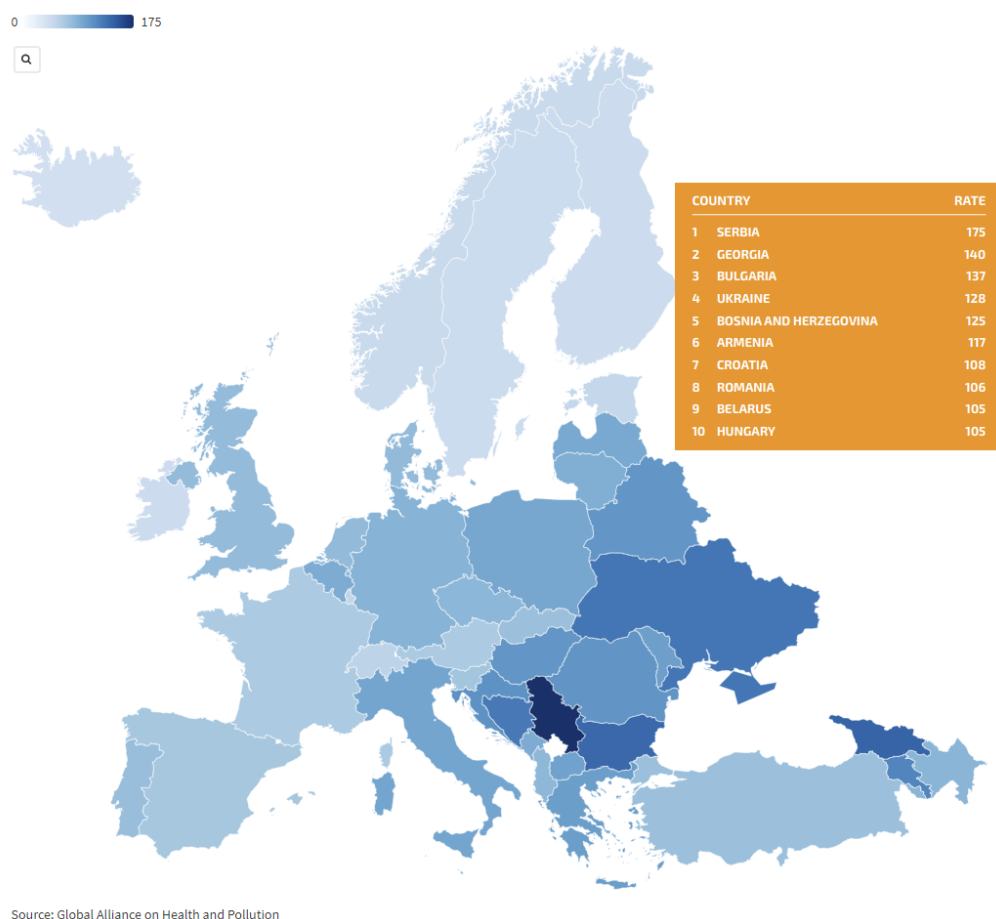 0 175
COUNTRY RATE
1 SERBIA 175
2 GEORGIA 140
3 BULGARIA 137
4 UKRAINE 128
5 BOSNIA AND HERZEGOVINA 125
6 ARMENIA 117
7 CROATIA 108
8 ROMANIA 106
9 BELARUS 105
10 HUNGARY 105
Source: Global Alliance on Health and Pollution